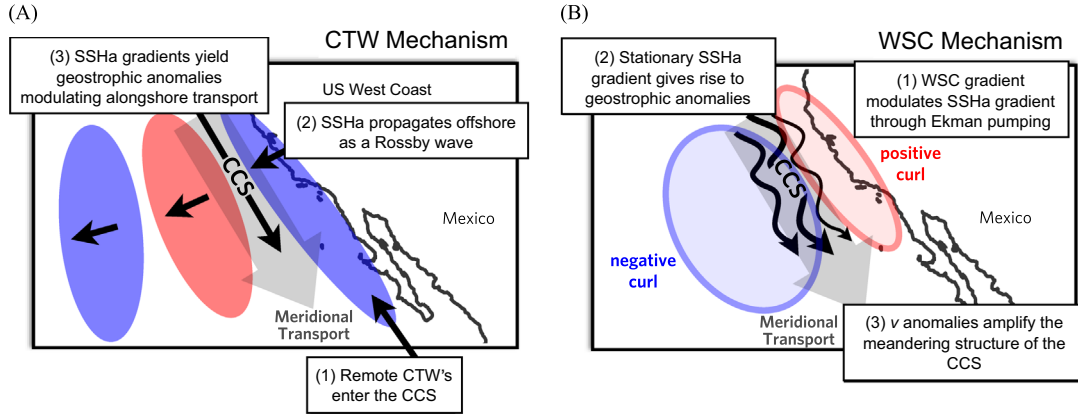 (A)
CTW Mechanism
(3) SSHa gradients yield
geostrophic anomalies
modulating alongshore transport
US West Coast
(2) SSHa propagates offshore
as a Rossby wave
CCS
Mexico
Meridional
Transport
(1) Remote CTW's
enter the CCS
(B)
WSC Mechanism
(2) Stationary SSHa
gradient gives rise to
geostrophic anomalies
(1) WSC gradient
modulates SSHa gradient
through Ekman pumping
positive
curl
CCS
Mexico
negative
curl
Meridional
Transport
(3) v anomalies amplify the
meandering structure of the
CCS